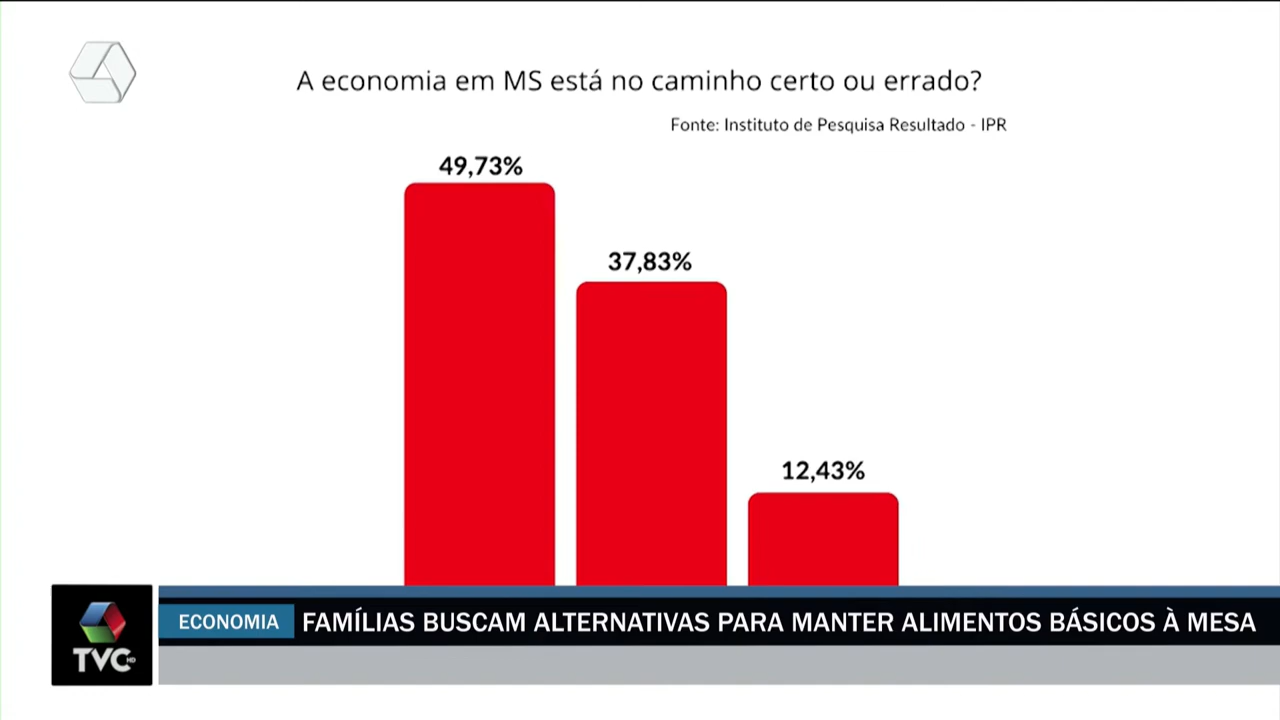 A economia em MS está no caminho certo ou errado?
Fonte: Instituto de Pesquisa Resultado - IPR
49,73%
37,83%
12,43%
ECONOMIA FAMÍLIAS BUSCAM ALTERNATIVAS PARA MANTER ALIMENTOS BÁSICOS À MESA
TVC HD